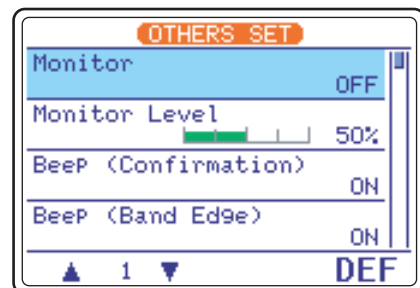 OTHERS SET
Monitor
OFF
Monitor Level
50%
Beep (Confirmation)
ON
Beep (Band Edge)
ON
▲ 1 ▼ DEF